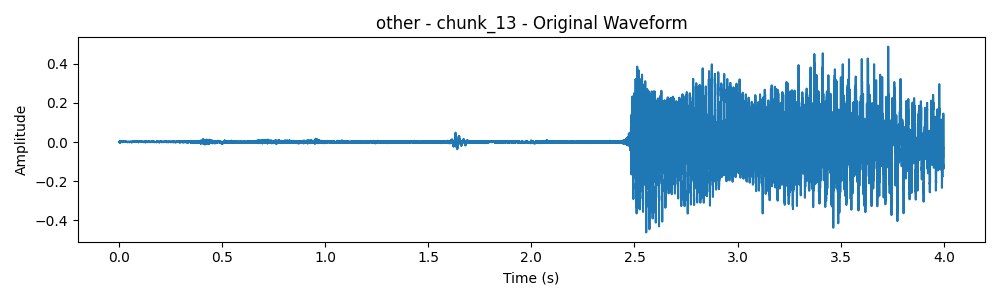 other - chunk_13 - Original Waveform
Amplitude
0.4
0.2
0.0
−0.2
−0.4
0.0 0.5 1.0 1.5 2.0 2.5 3.0 3.5 4.0
Time (s)